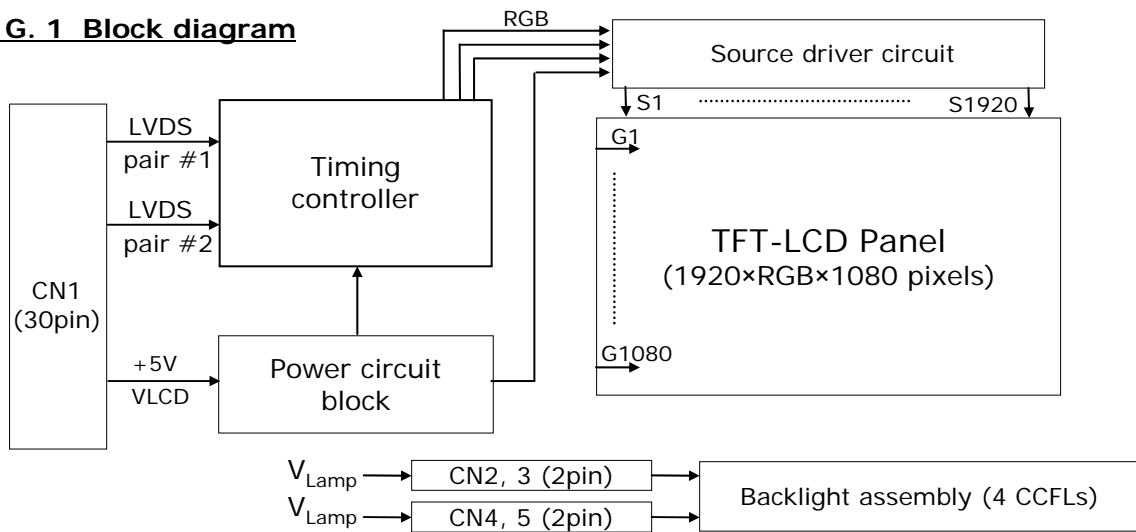 G. 1 Block diagram
RGB
Source driver circuit
S1
S1920
CN1
(30pin)
LVDS
pair #1
LVDS
pair #2
Timing
controller
G1
TFT-LCD Panel
(1920×RGB×1080 pixels)
G1080
+5V
VLCD
Power circuit
block
VLamp
CN2, 3 (2pin)
VLamp
CN4, 5 (2pin)
Backlight assembly (4 CCFLs)